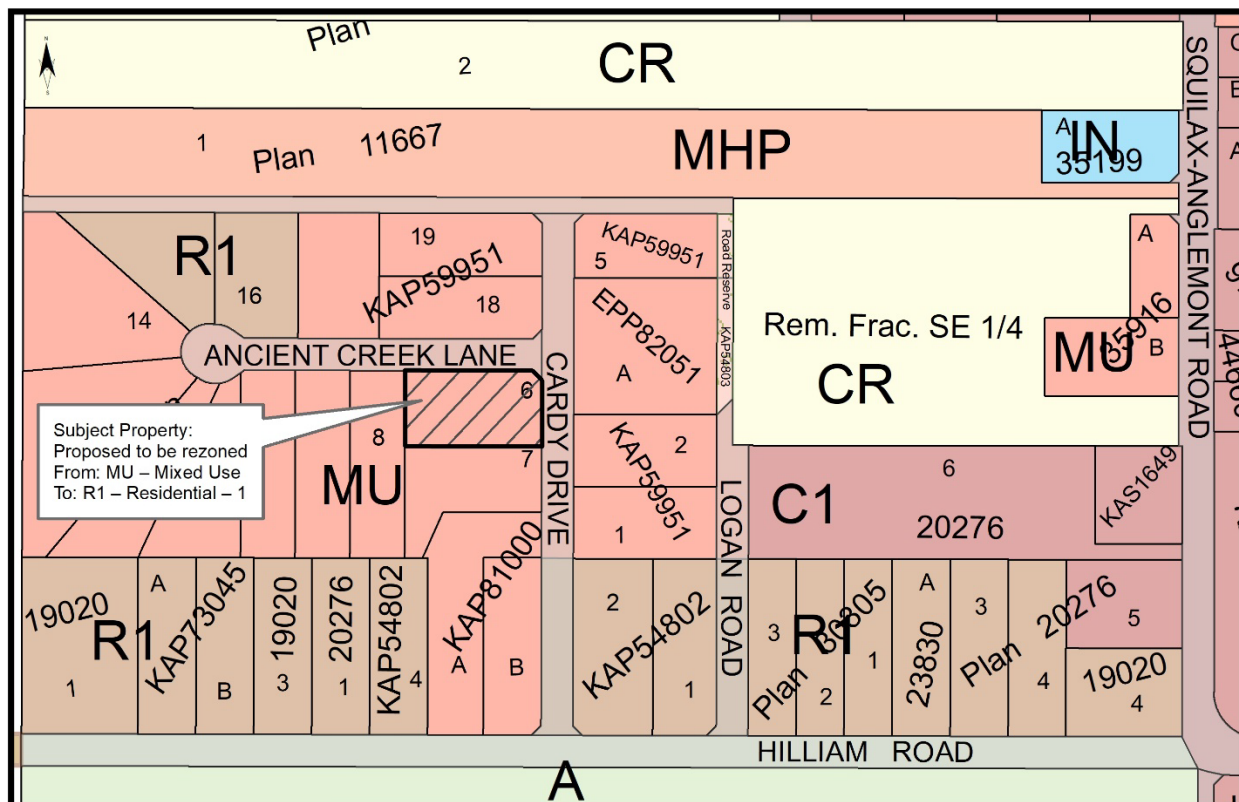 N
S
Plan
2
CR
1
Plan
11667
MHP
A
IN
35199
SQUILAX-ANGLEMONT ROAD
R1
16
14
19
KAP59951
18
KAP59951
5
EPP82051
A
Road Reserve KAP54803
Rem. Frac. SE 1/4
CR
A
35916
MU
B
ANCIENT CREEK LANE
CARDY DRIVE
6
7
8
MU
Subject Property:
Proposed to be rezoned
From: MU – Mixed Use
To: R1 – Residential – 1
2
KAP59951
1
LOGAN ROAD
6
C1
20276
KAS1649
19020
R1
1
A
KAP73045
B
19020
3
20276
1
KAP54802
4
KAP81000
A
B
2
KAP54802
1
3
Plan
30805
R1
2
1
A
23830
3
Plan
20276
4
5
19020
4
HILLIAM ROAD
A